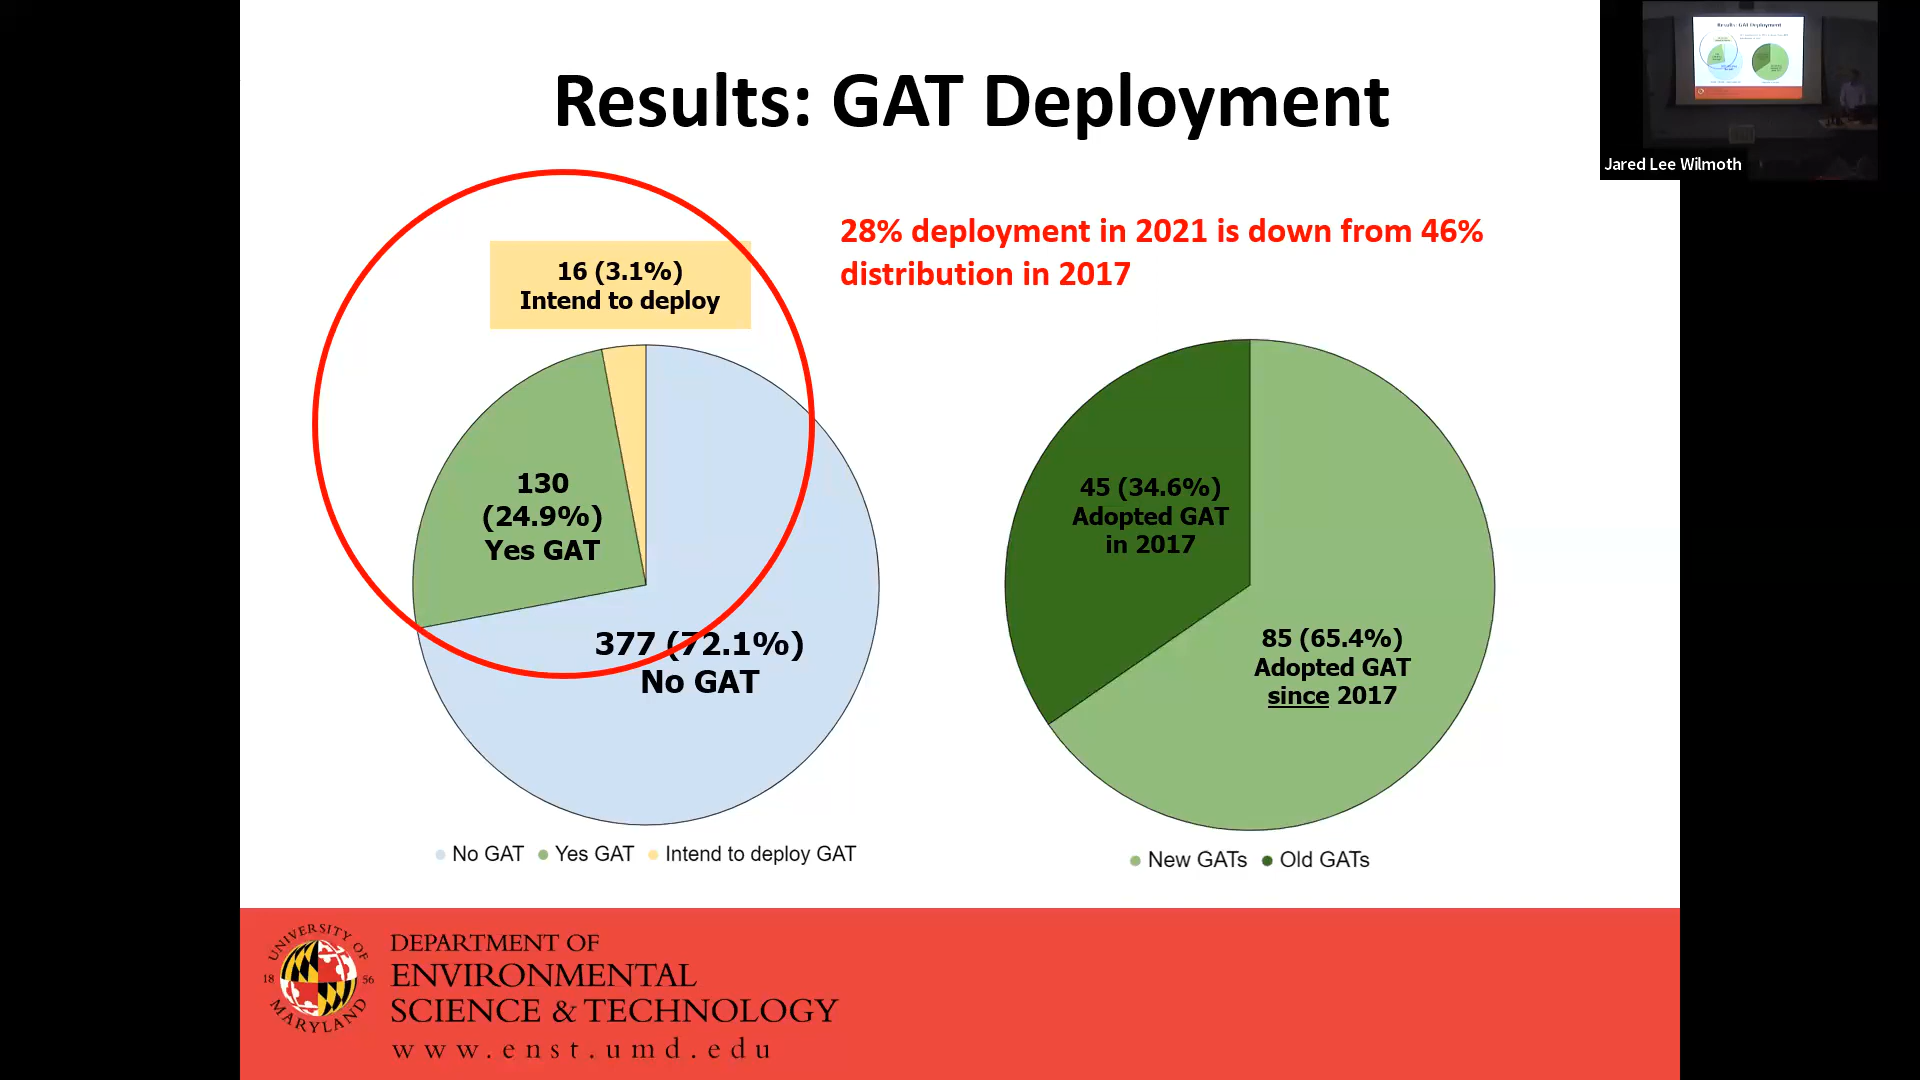 Results: GAT Deployment
Jared Lee Wilmoth
28% deployment in 2021 is down from 46%
distribution in 2017
16 (3.1%)
Intend to deploy
130
(24.9%)
Yes GAT
377 (72.1%)
No GAT
No GAT Yes GAT Intend to deploy GAT
45 (34.6%)
Adopted GAT
in 2017
85 (65.4%)
Adopted GAT
since 2017
New GATs Old GATs
UNIVERSITY OF
18 56
MARYLAND
DEPARTMENT OF
ENVIRONMENTAL
SCIENCE & TECHNOLOGY
www.enst.umd.edu